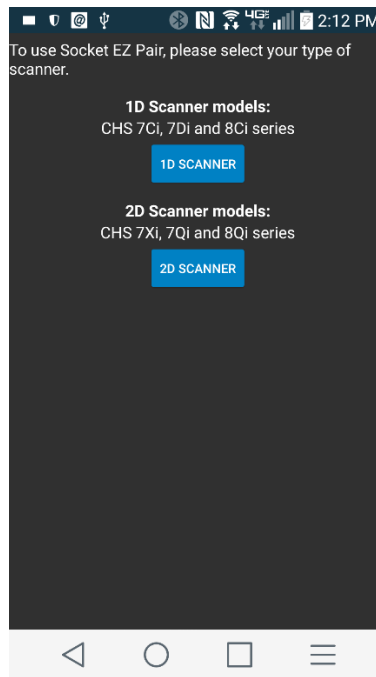 4G 2:12 PM
To use Socket EZ Pair, please select your type of
scanner.
1D Scanner models:
CHS 7Ci, 7Di and 8Ci series
1D SCANNER
2D Scanner models:
CHS 7Xi, 7Qi and 8Qi series
2D SCANNER